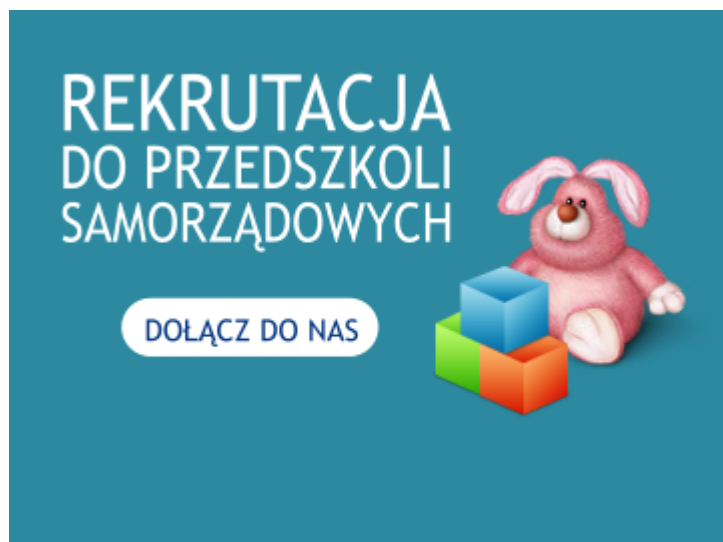 REKRUTACJA
DO PRZEDSZKOLI
SAMORZĄDOWYCH
DOŁĄCZ DO NAS